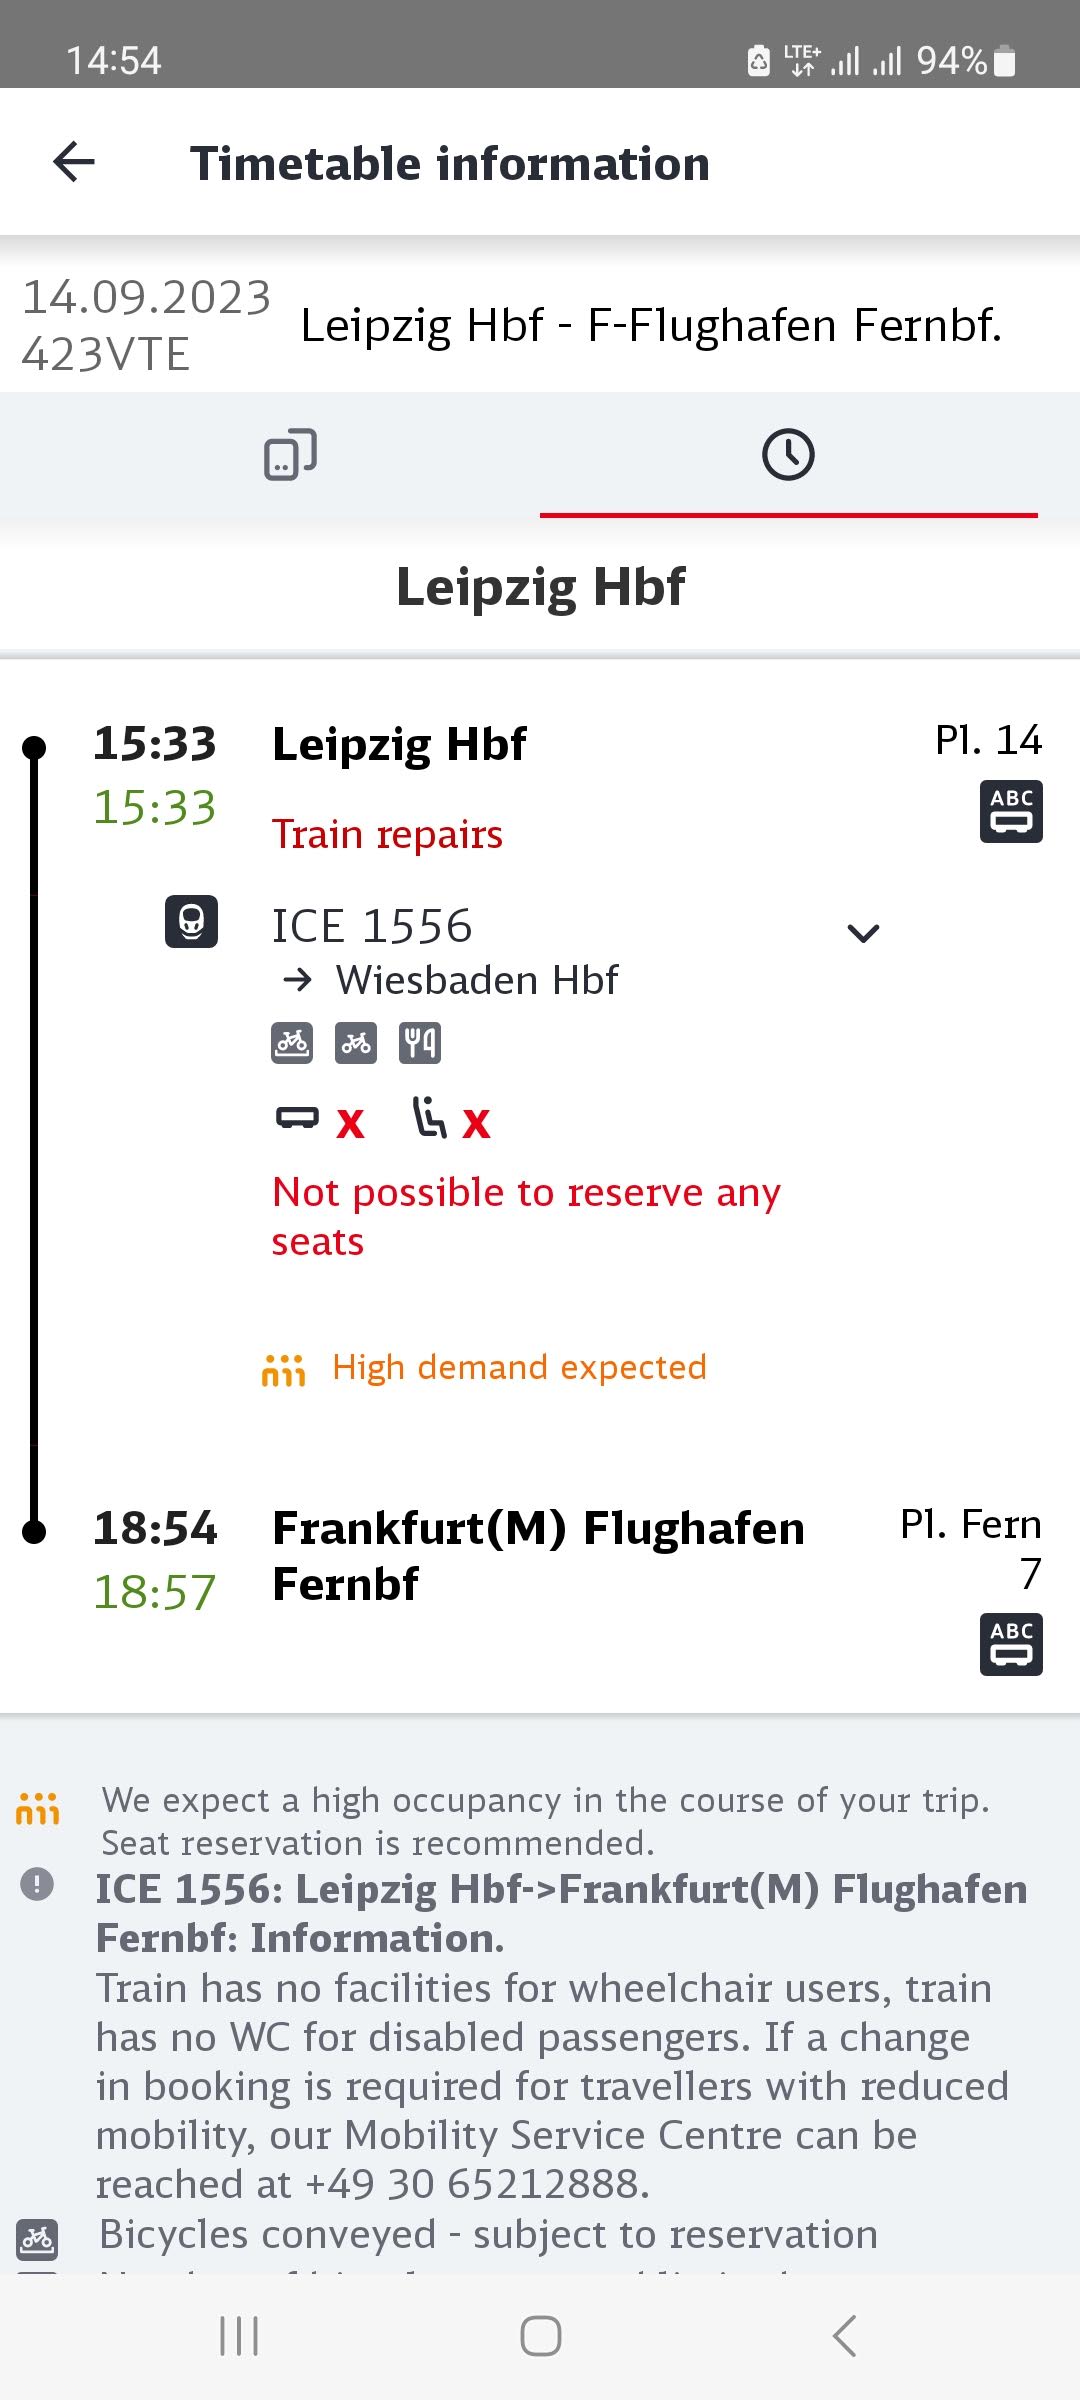 14:54
LTE+
94%
Timetable information
14.09.2023
423VTE
Leipzig Hbf - F-Flughafen Fernbf.
Leipzig Hbf
15:33 Leipzig Hbf Pl. 14
15:33
ABC
Train repairs
ICE 1556
→ Wiesbaden Hbf
x x
Not possible to reserve any
seats
High demand expected
18:54 Frankfurt(M) Flughafen Pl. Fern
18:57 Fernbf 7
ABC
We expect a high occupancy in the course of your trip.
Seat reservation is recommended.
ICE 1556: Leipzig Hbf->Frankfurt(M) Flughafen
Fernbf: Information.
Train has no facilities for wheelchair users, train
has no WC for disabled passengers. If a change
in booking is required for travellers with reduced
mobility, our Mobility Service Centre can be
reached at +49 30 65212888.
Bicycles conveyed - subject to reservation